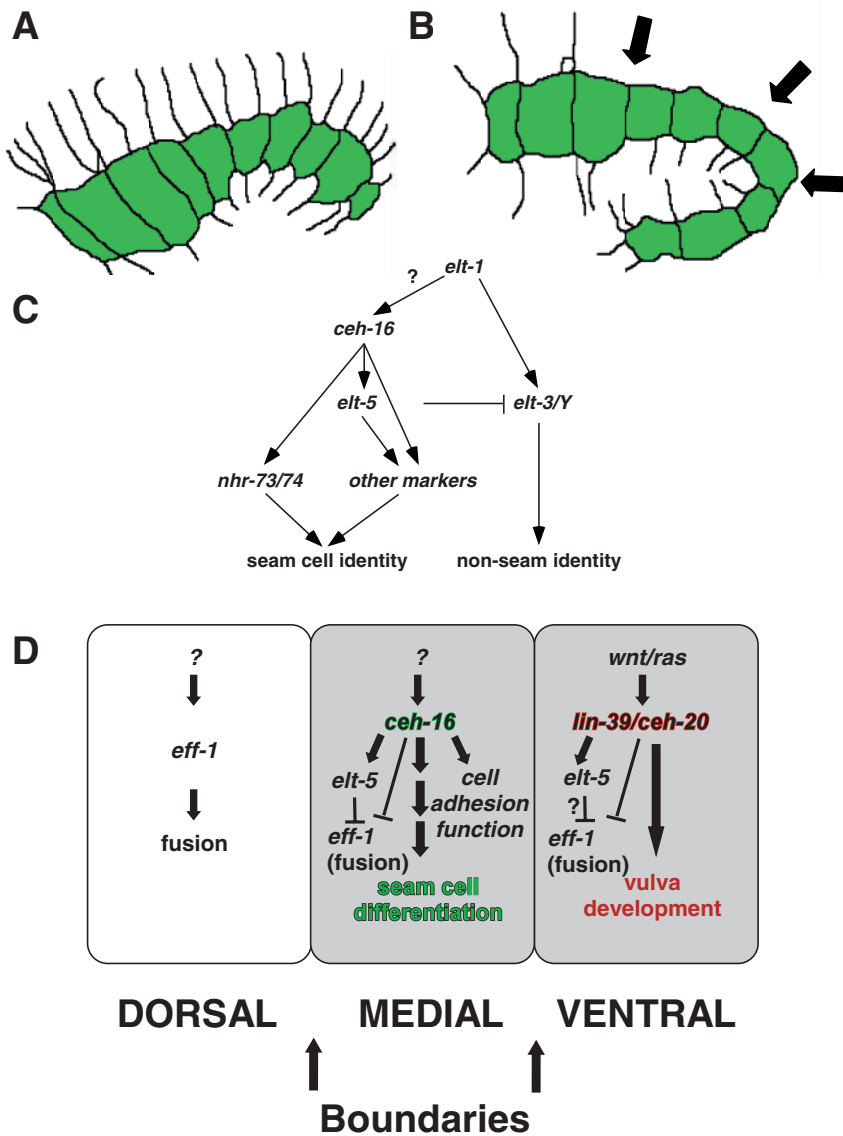 A
B
C
elt-1
?
ceh-16
elt-5
elt-3/Y
nhr-73/74
other markers
seam cell identity
non-seam identity
D
?
eff-1
fusion
?
ceh-16
elt-5
cell
adhesion
function
eff-1
(fusion)
seam cell
differentiation
wnt/ras
lin-39/ceh-20
elt-5
?
eff-1
(fusion)
vulva
development
DORSAL
MEDIAL
VENTRAL
Boundaries